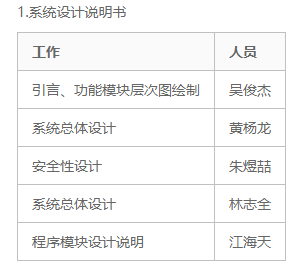 1.系统设计说明书
工作 人员
引言、功能模块层次图绘制 吴俊杰
系统总体设计 黄杨龙
安全性设计 朱煜喆
系统总体设计 林志全
程序模块设计说明 江海天